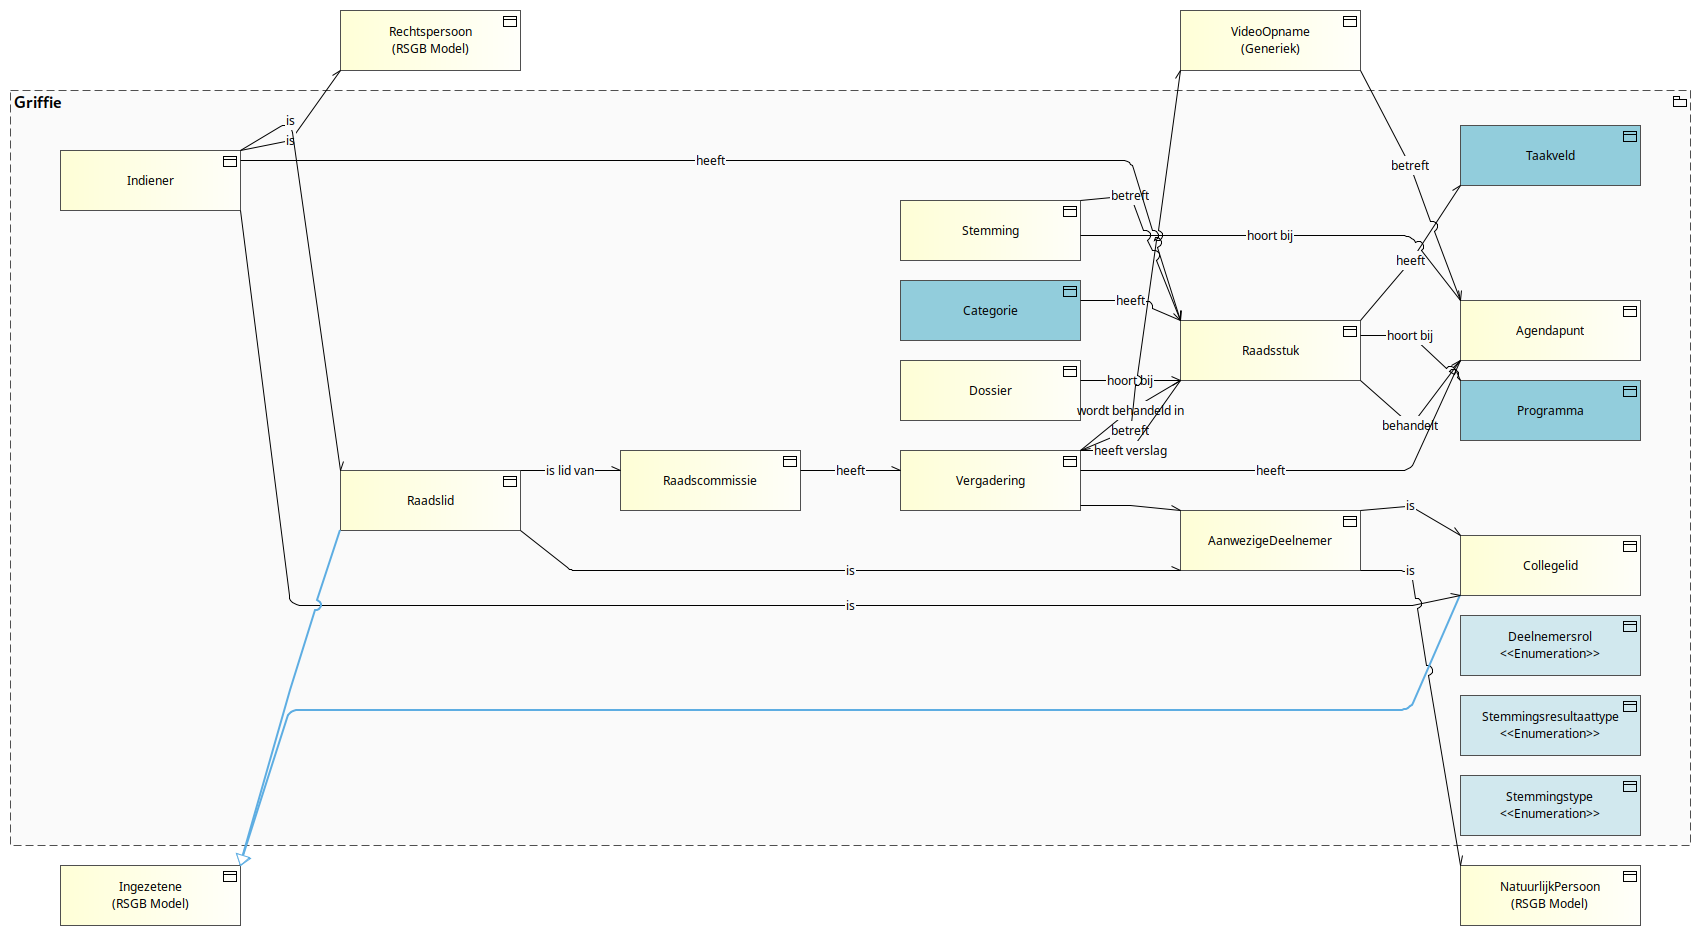 Rechtspersoon
(RSGB Model)
VideoOpname
(Generiek)
Griffie
is
is
Indiener
heeft
betreft
Taakveld
betreft
Stemming
hoort bij
heeft
Categorie
heeft
Raadsstuk
hoort bij
Agendapunt
Dossier
hoort bij
wordt behandeld in
betreft
heeft verslag
behandelt
Programma
Raadslid
is lid van
Raadscommissie
heeft
Vergadering
heeft
AanwezigeDeelnemer
is
is
is
is
Collegelid
Deelnemersrol
<<Enumeration>>
Stemmingsresultaattype
<<Enumeration>>
Stemmingstype
<<Enumeration>>
Ingezetene
(RSGB Model)
NatuurlijkPersoon
(RSGB Model)